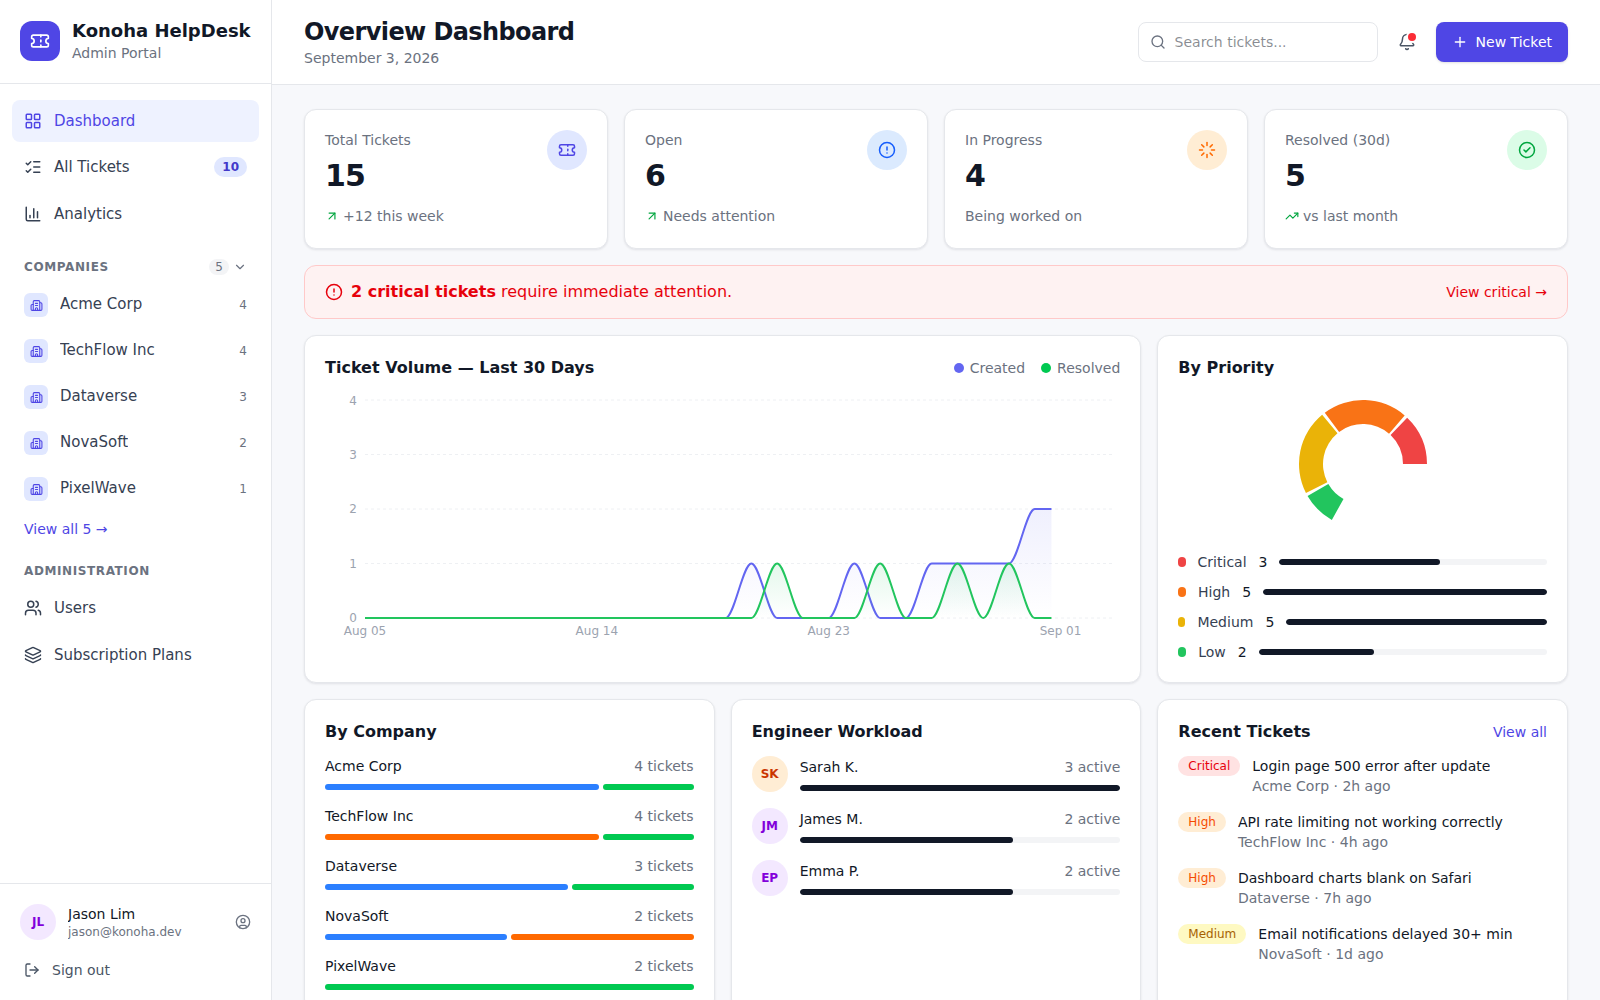 Konoha HelpDesk
Admin Portal
Dashboard
All Tickets 10
Analytics
COMPANIES 5
Acme Corp 4
TechFlow Inc 4
Dataverse 3
NovaSoft 2
PixelWave 1
View all 5 →
ADMINISTRATION
Users
Subscription Plans
JL Jason Lim
jason@konoha.dev
Sign out
Overview Dashboard
September 3, 2026
Search tickets...
New Ticket
Total Tickets
15
+12 this week
Open
6
Needs attention
In Progress
4
Being worked on
Resolved (30d)
5
vs last month
2 critical tickets require immediate attention.
View critical →
Ticket Volume — Last 30 Days
Created Resolved
4
3
2
1
0
Aug 05 Aug 14 Aug 23 Sep 01
By Priority
Critical 3
High 5
Medium 5
Low 2
By Company
Acme Corp 4 tickets
TechFlow Inc 4 tickets
Dataverse 3 tickets
NovaSoft 2 tickets
PixelWave 2 tickets
Engineer Workload
SK Sarah K. 3 active
JM James M. 2 active
EP Emma P. 2 active
Recent Tickets View all
Critical Login page 500 error after update
Acme Corp · 2h ago
High API rate limiting not working correctly
TechFlow Inc · 4h ago
High Dashboard charts blank on Safari
Dataverse · 7h ago
Medium Email notifications delayed 30+ min
NovaSoft · 1d ago